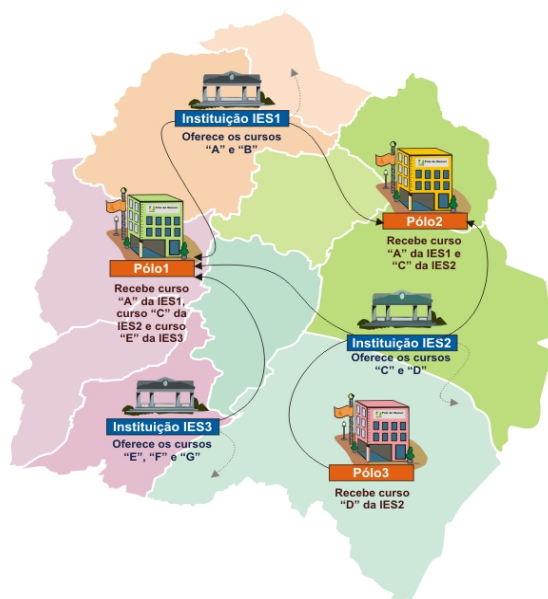 Instituição IES1
Oferece os cursos
“A” e “B”
Pólo2
Recebe curso
“A” da IES1 e
“C” da IES2
Pólo1
Recebe curso
“A” da IES1,
curso “C” da
IES2 e curso
“E” da IES3
Instituição IES2
Oferece os cursos
“C” e “D”
Instituição IES3
Oferece os cursos
“E”, “F” e “G”
Pólo3
Recebe curso
“D” da IES2